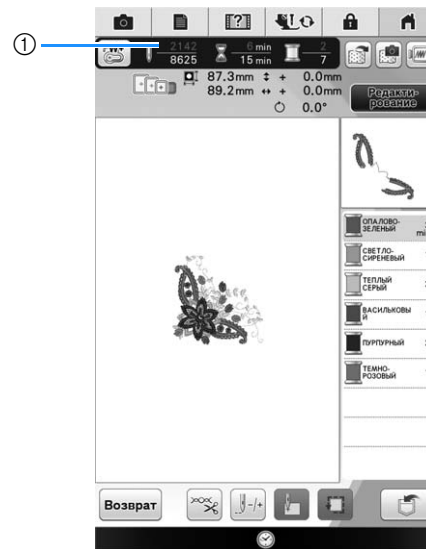 ①
2142 6 min 2
8625 15 min 7
87.3mm ↕ + 0.0mm
89.2mm ↔ + 0.0mm
0.0°
Редакти-
рование
ОПАЛОВО-
ЗЕЛЕНЫЙ
min
СВЕТЛО-
СИРЕНЕВЫЙ
ТЕПЛЫЙ
СЕРЫЙ
ВАСИЛЬКОВЫ
Й
ПУРПУРНЫЙ
ТЕМНО-
РОЗОВЫЙ
Возврат
-/+